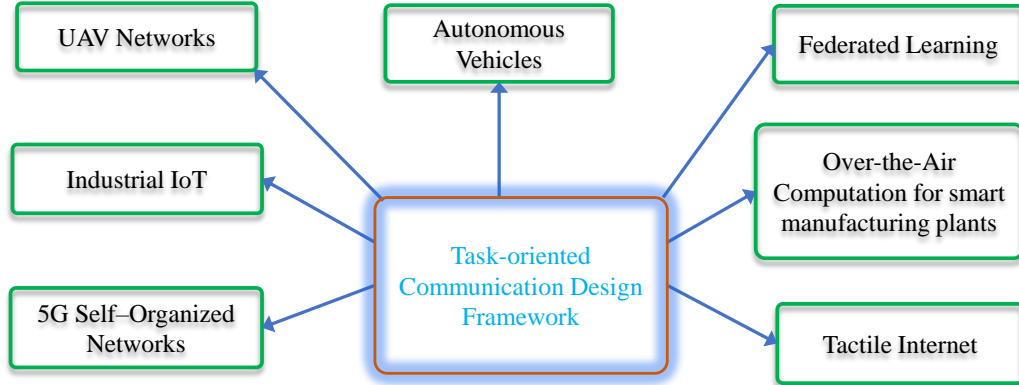 UAV Networks
Autonomous
Vehicles
Federated Learning
Industrial IoT
Over-the-Air
Computation for smart
manufacturing plants
Task-oriented
Communication Design
Framework
5G Self–Organized
Networks
Tactile Internet